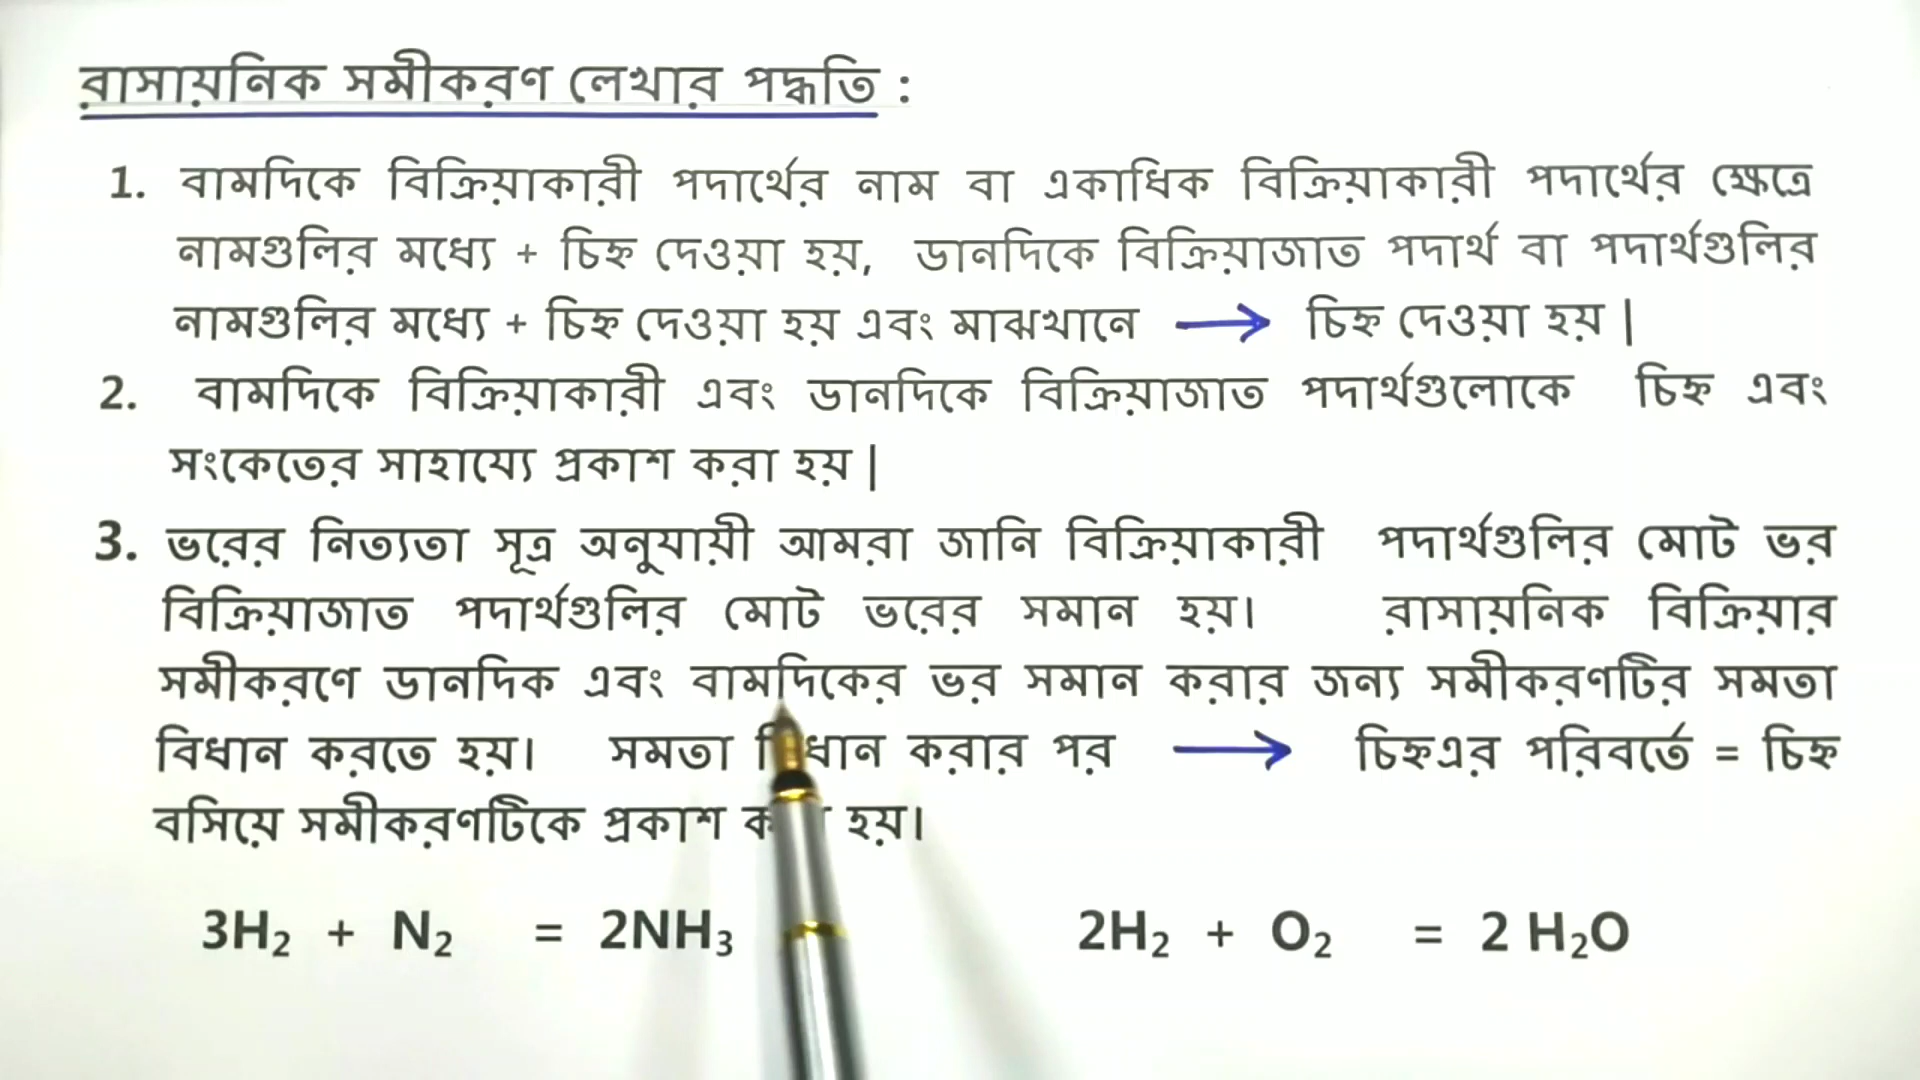 রাসায়নিক সমীকরণ লেখার পদ্ধতি :
1. বামদিকে বিক্রিয়াকারী পদার্থের নাম বা একাধিক বিক্রিয়াকারী পদার্থের ক্ষেত্রে
নামগুলির মধ্যে + চিহ্ন দেওয়া হয়, ডানদিকে বিক্রিয়াজাত পদার্থ বা পদার্থগুলির
নামগুলির মধ্যে + চিহ্ন দেওয়া হয় এবং মাঝখানে → চিহ্ন দেওয়া হয় |
2. বামদিকে বিক্রিয়াকারী এবং ডানদিকে বিক্রিয়াজাত পদার্থগুলোকে চিহ্ন এবং
সংকেতের সাহায্যে প্রকাশ করা হয় |
3. ভরের নিত্যতা সূত্র অনুযায়ী আমরা জানি বিক্রিয়াকারী পদার্থগুলির মোট ভর
বিক্রিয়াজাত পদার্থগুলির মোট ভরের সমান হয়। রাসায়নিক বিক্রিয়ার
সমীকরণে ডানদিক এবং বামদিকের ভর সমান করার জন্য সমীকরণটির সমতা
বিধান করতে হয়। সমতা করার পর → চিহ্নএর পরিবর্তে = চিহ্ন
বসিয়ে সমীকরণটিকে প্রকাশ হয়।
3H₂ + N₂ = 2NH₃ 2H₂ + O₂ = 2 H₂O